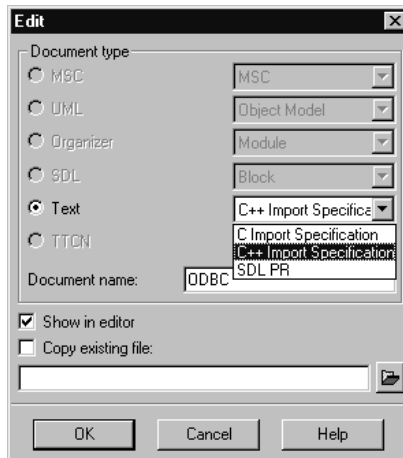 Edit
Document type
MSC MSC
UML Object Model
Organizer Module
SDL Block
Text C++ Import Specifica
TTCN C Import Specification
C++ Import Specification
SDL PR
Document name: ODBC
Show in editor
Copy existing file:
OK Cancel Help